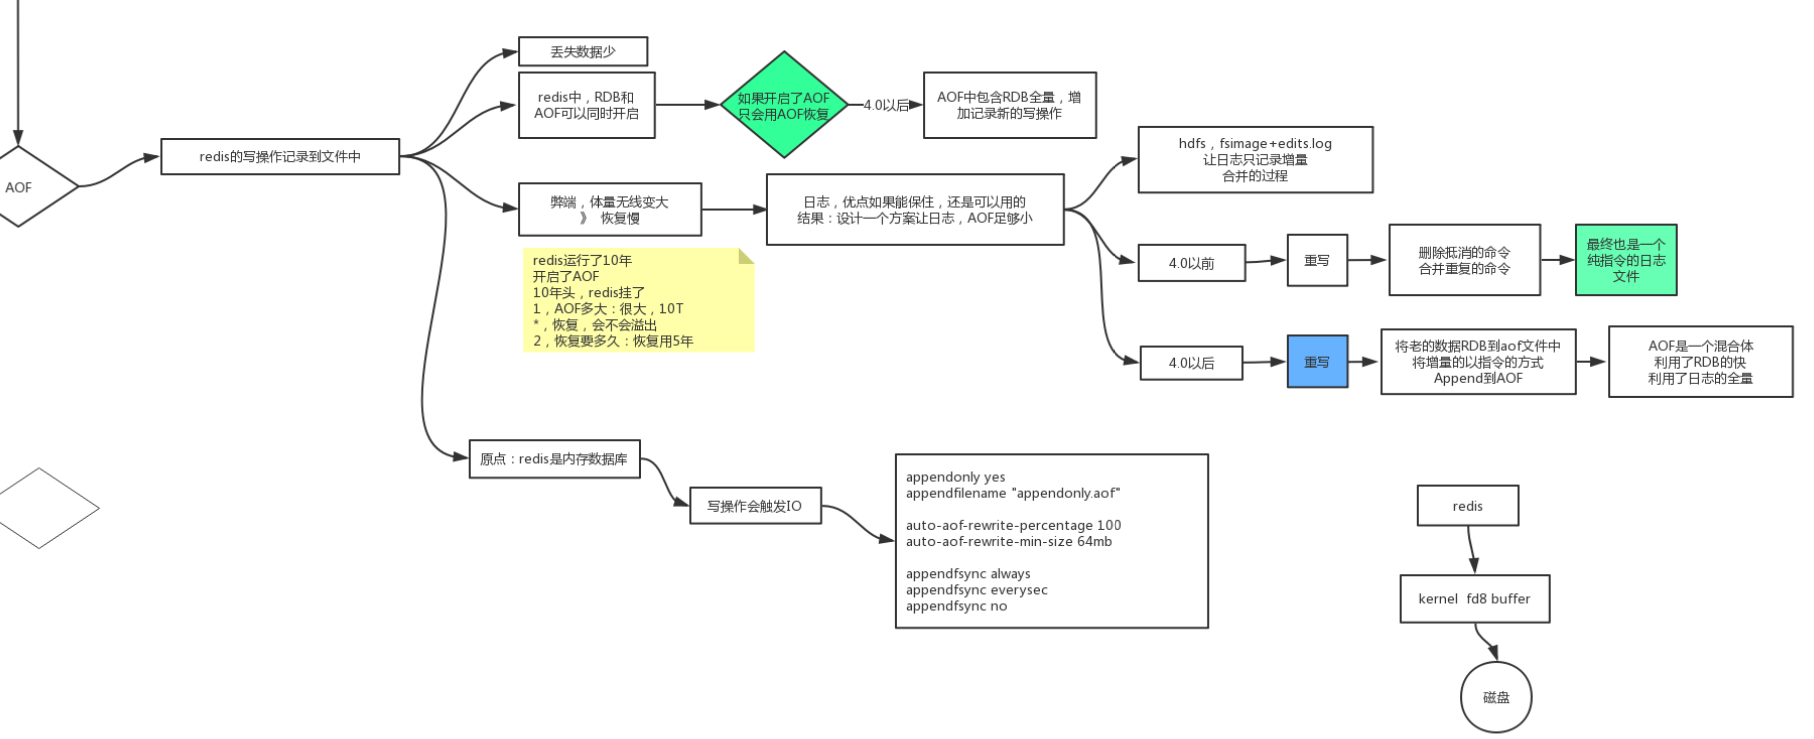 AOF
redis的写操作记录到文件中
丢失数据少
redis中，RDB和
AOF可以同时开启
如果开启了AOF
只会用AOF恢复
4.0以后
AOF中包含RDB全量，增
加记录新的写操作
弊端，体量无线变大
》 恢复慢
日志，优点如果能保住，还是可以用的
结果：设计一个方案让日志，AOF足够小
hdfs，fsimage+edits.log
让日志只记录增量
合并的过程
4.0以前
重写
删除抵消的命令
合并重复的命令
最终也是一个
纯指令的日志
文件
4.0以后
重写
将老的数据RDB到aof文件中
将增量的以指令的方式
Append到AOF
AOF是一个混合体
利用了RDB的快
利用了日志的全量
redis运行了10年
开启了AOF
10年头，redis挂了
1，AOF多大：很大，10T
*，恢复，会不会溢出
2，恢复要多久：恢复用5年
原点：redis是内存数据库
写操作会触发IO
appendonly yes
appendfilename "appendonly.aof"
auto-aof-rewrite-percentage 100
auto-aof-rewrite-min-size 64mb
appendfsync always
appendfsync everysec
appendfsync no
redis
kernel fd8 buffer
磁盘